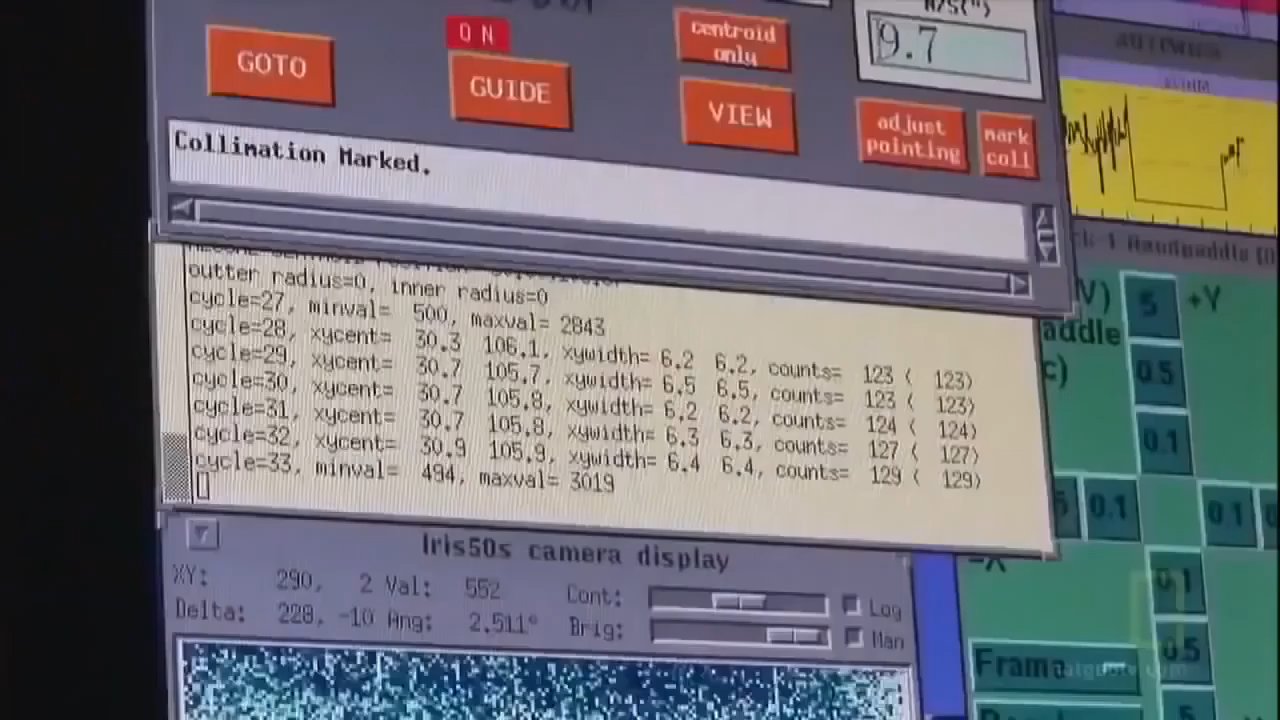 GOTO
ON
GUIDE
centroid only
VIEW
9.7
adjust pointing
mark coll
Collimation Marked.
outter radius=0, inner radius=0
cycle=27, minval= 500, maxval= 2843
cycle=28, xycent= 30.3 106.1, xywidth= 6.2 6.2, counts= 123 ( 123)
cycle=29, xycent= 30.7 105.7, xywidth= 6.5 6.5, counts= 123 ( 123)
cycle=30, xycent= 30.7 105.8, xywidth= 6.2 6.2, counts= 124 ( 124)
cycle=31, xycent= 30.7 105.8, xywidth= 6.3 6.3, counts= 127 ( 127)
cycle=32, xycent= 30.9 105.9, xywidth= 6.4 6.4, counts= 129 ( 129)
cycle=33, minval= 494, maxval= 3019
Iris50s camera display
XY: 290, 2 Val: 552
Delta: 228, -10 Ang: 2.511°
Cont:
Log
Brig:
Man
Handpaddle
5 +Y
addle
0.5
0.1
0.1
0.1
0.1
0.5
Frame
5